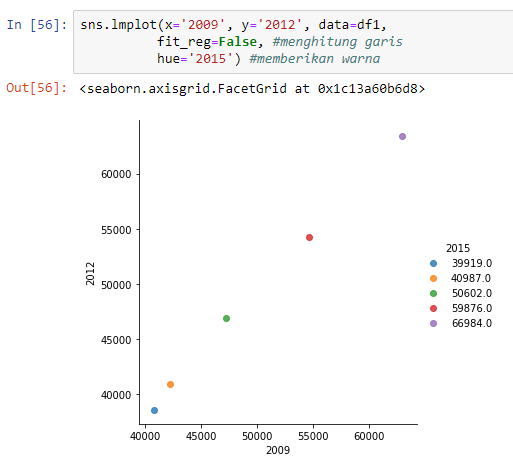 In [56]: sns.lmplot(x='2009', y='2012', data=df1,
fit_reg=False, #menghitung garis
hue='2015') #memberikan warna
Out[56]: <seaborn.axisgrid.FacetGrid at 0x1c13a60b6d8>
60000
55000
50000
45000
40000
2012
40000 45000 50000 55000 60000
2009
2015
39919.0
40987.0
50602.0
59876.0
66984.0